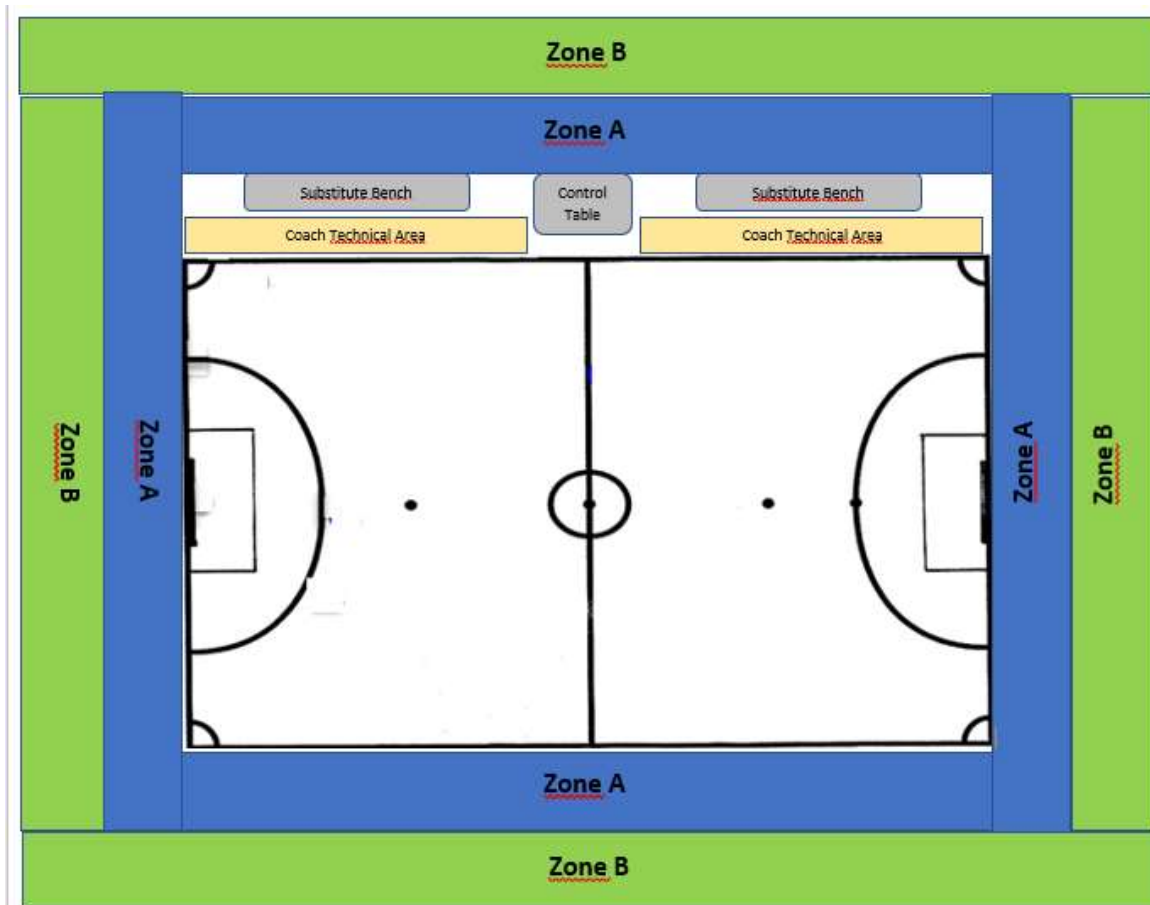 Zone B
Zone A
Substitute Bench
Control
Table
Substitute Bench
Coach Technical Area
Coach Technical Area
Zone B
Zone A
Zone A
Zone B
Zone A
Zone B